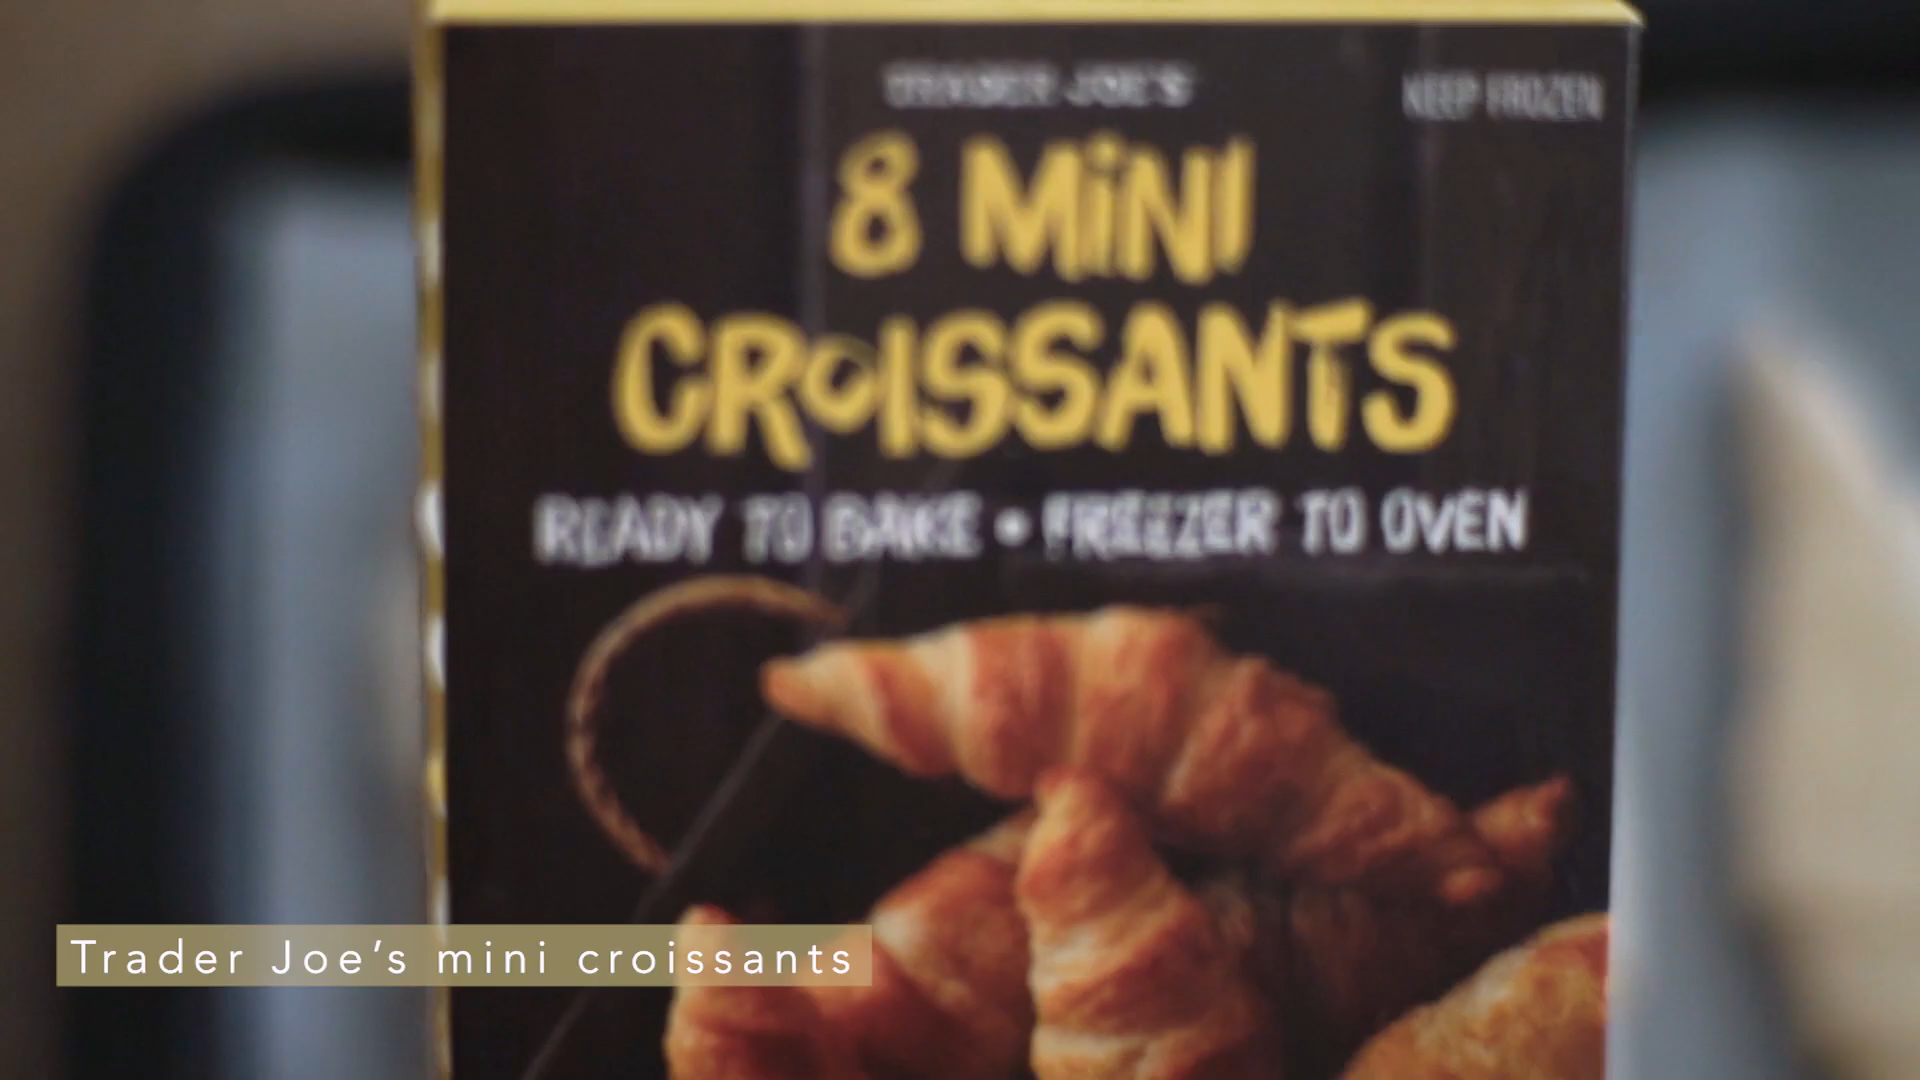 TRADER JOE'S
KEEP FROZEN
8 MiNI
CROISSANTS
READY TO BAKE • FREEZER TO OVEN
Trader Joe’s mini croissants